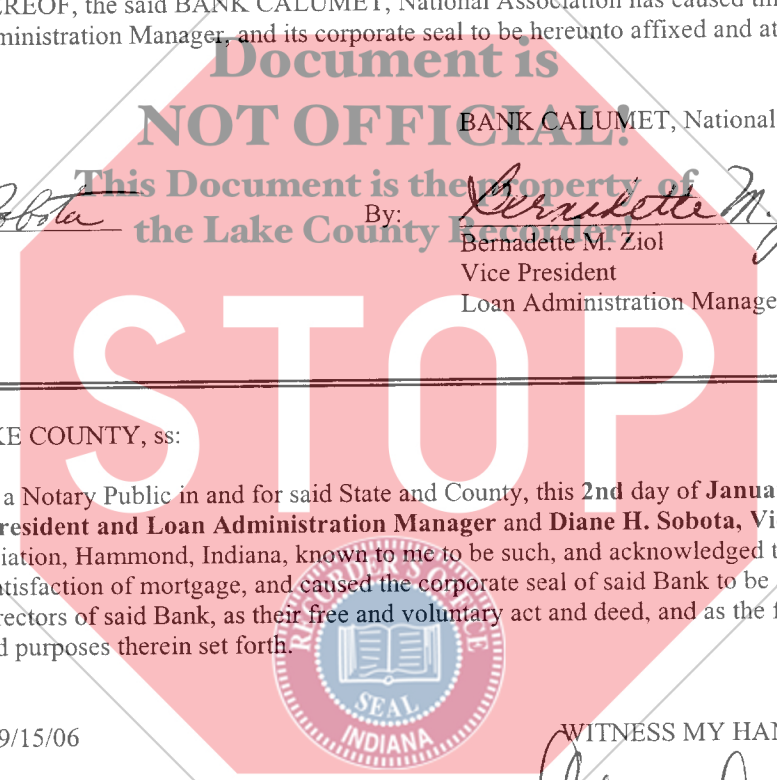 EREOF, the said BANK CALUMET, National Association has caused
ministration Manager, and its corporate seal to be hereunto affixed and at
Document is
NOT OFFICIAL!
BANK CALUMET, National
This Document is the property of
the Lake County Recorder!
Sobota
By: Bernadette M.
Bernadette M. Ziol
Vice President
Loan Administration Manage
STOP
KE COUNTY, ss:
a Notary Public in and for said State and County, this 2nd day of Janua
resident and Loan Administration Manager and Diane H. Sobota, Vi
iation, Hammond, Indiana, known to me to be such, and acknowledged t
tisfaction of mortgage, and caused the corporate seal of said Bank to be
rectors of said Bank, as their free and voluntary act and deed, and as the f
d purposes therein set forth.
RECORDER'S OFFICE
SEAL
INDIANA
9/15/06
WITNESS MY HAN